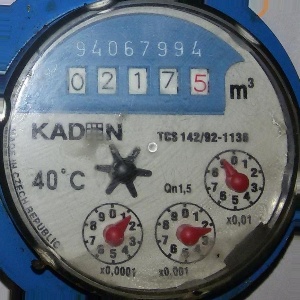 94067994
02175 m³
KADEN TCS 142/92-1138
40°C Qn1,5
x0,01
x0,0001 x0.001
MADE IN CZECH REPUBLIC